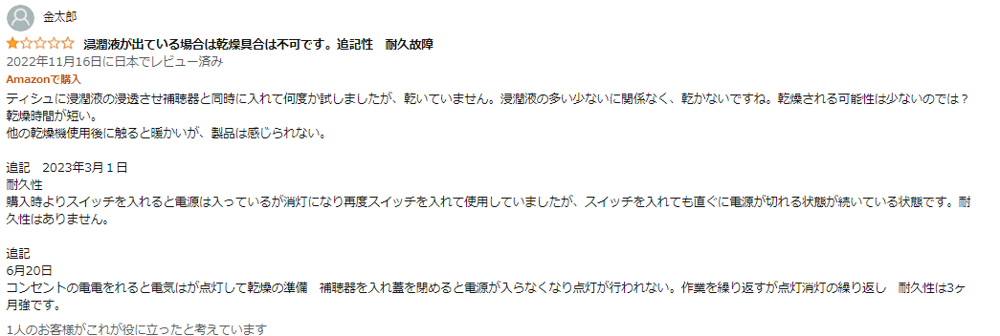 金太郎
浸潤液が出ている場合は乾燥具合は不可です。追記性　耐久故障
2022年11月16日に日本でレビュー済み
Amazonで購入
ティシュに浸潤液の浸透させ補聴器と同時に入れて何度か試しましたが、乾いていません。浸潤液の多い少ないに関係なく、乾かないですね。乾燥される可能性は少ないのでは？
乾燥時間が短い。
他の乾燥機使用後に触ると暖かいが、製品は感じられない。
追記　2023年3月１日
耐久性
購入時よりスイッチを入れると電源は入っているが消灯になり再度スイッチを入れて使用していましたが、スイッチを入れても直ぐに電源が切れる状態が続いている状態です。耐
久性はありません。
追記
6月20日
コンセントの電電をれると電気はが点灯して乾燥の準備　補聴器を入れ蓋を閉めると電源が入らなくなり点灯が行われない。作業を繰り返すが点灯消灯の繰り返し　耐久性は3ヶ
月強です。
1人のお客様がこれが役に立ったと考えています